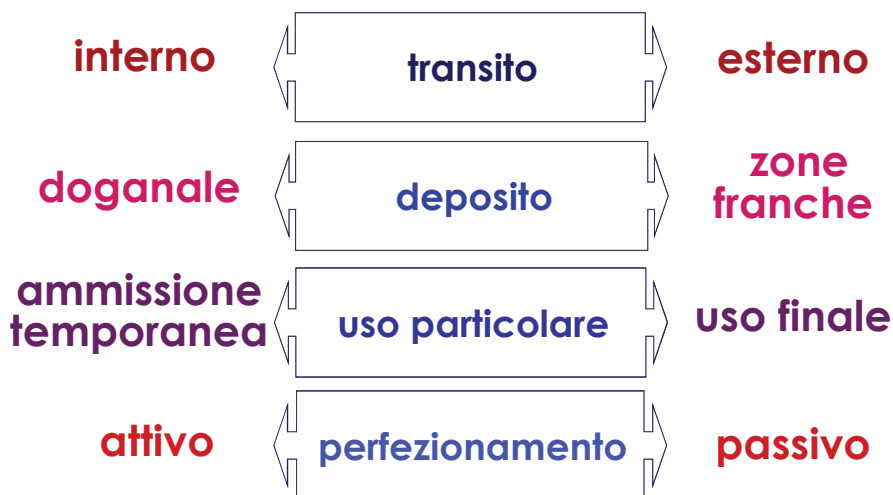 interno
transito
esterno
doganale
deposito
zone
franche
ammissione
temporanea
uso particolare
uso finale
attivo
perfezionamento
passivo